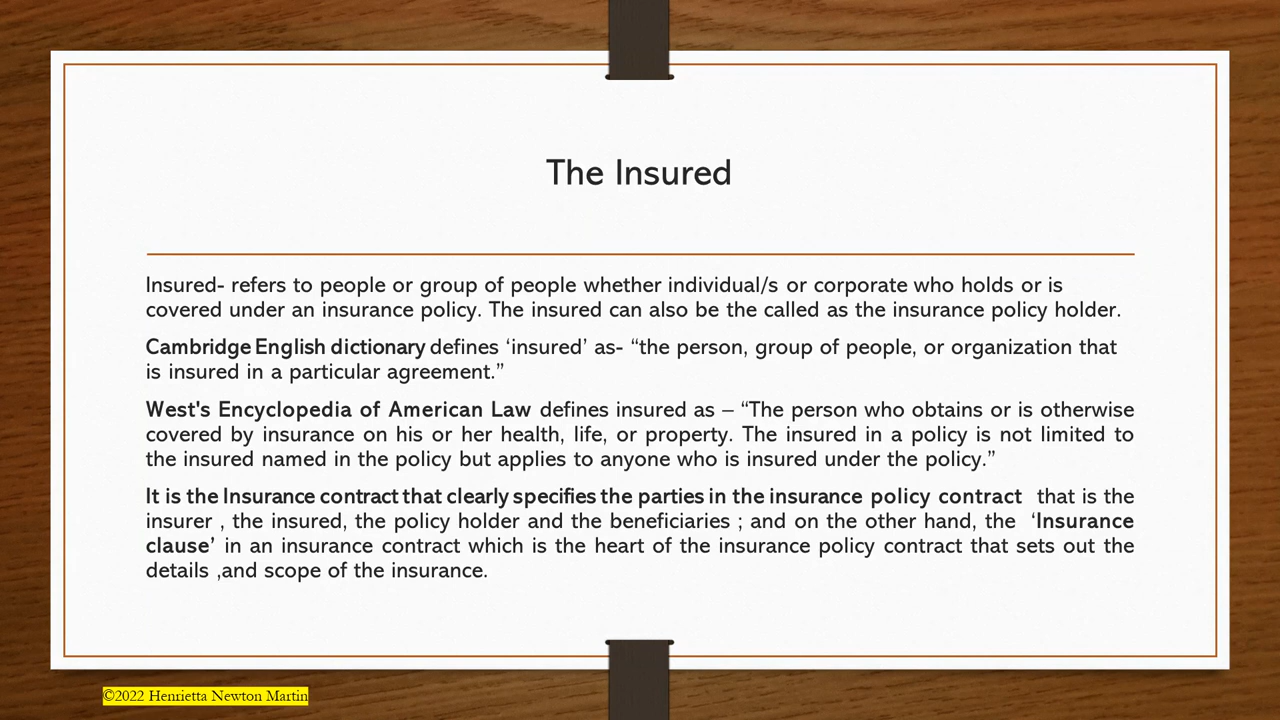 The Insured
Insured- refers to people or group of people whether individual/s or corporate who holds or is
covered under an insurance policy. The insured can also be the called as the insurance policy holder.
Cambridge English dictionary defines ‘insured’ as- “the person, group of people, or organization that
is insured in a particular agreement.”
West's Encyclopedia of American Law defines insured as – “The person who obtains or is otherwise
covered by insurance on his or her health, life, or property. The insured in a policy is not limited to
the insured named in the policy but applies to anyone who is insured under the policy.”
It is the Insurance contract that clearly specifies the parties in the insurance policy contract that is the
insurer , the insured, the policy holder and the beneficiaries ; and on the other hand, the ‘Insurance
clause’ in an insurance contract which is the heart of the insurance policy contract that sets out the
details ,and scope of the insurance.
©2022 Henrietta Newton Martin